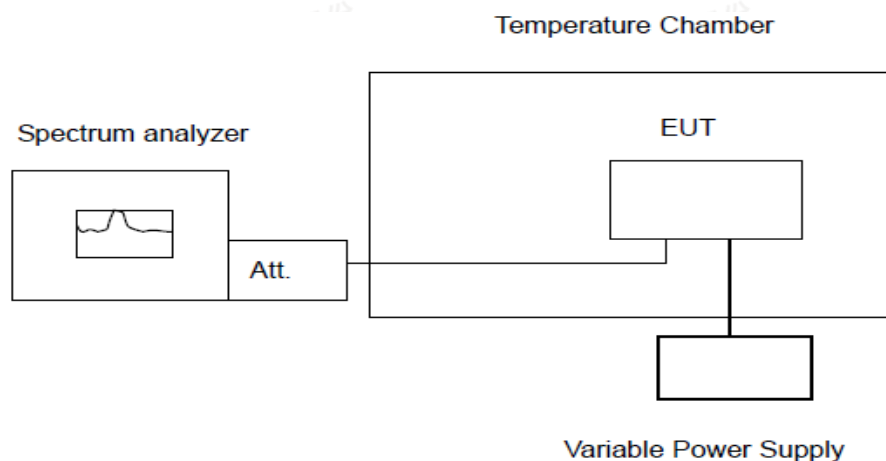 Temperature Chamber
Spectrum analyzer
EUT
Att.
Variable Power Supply